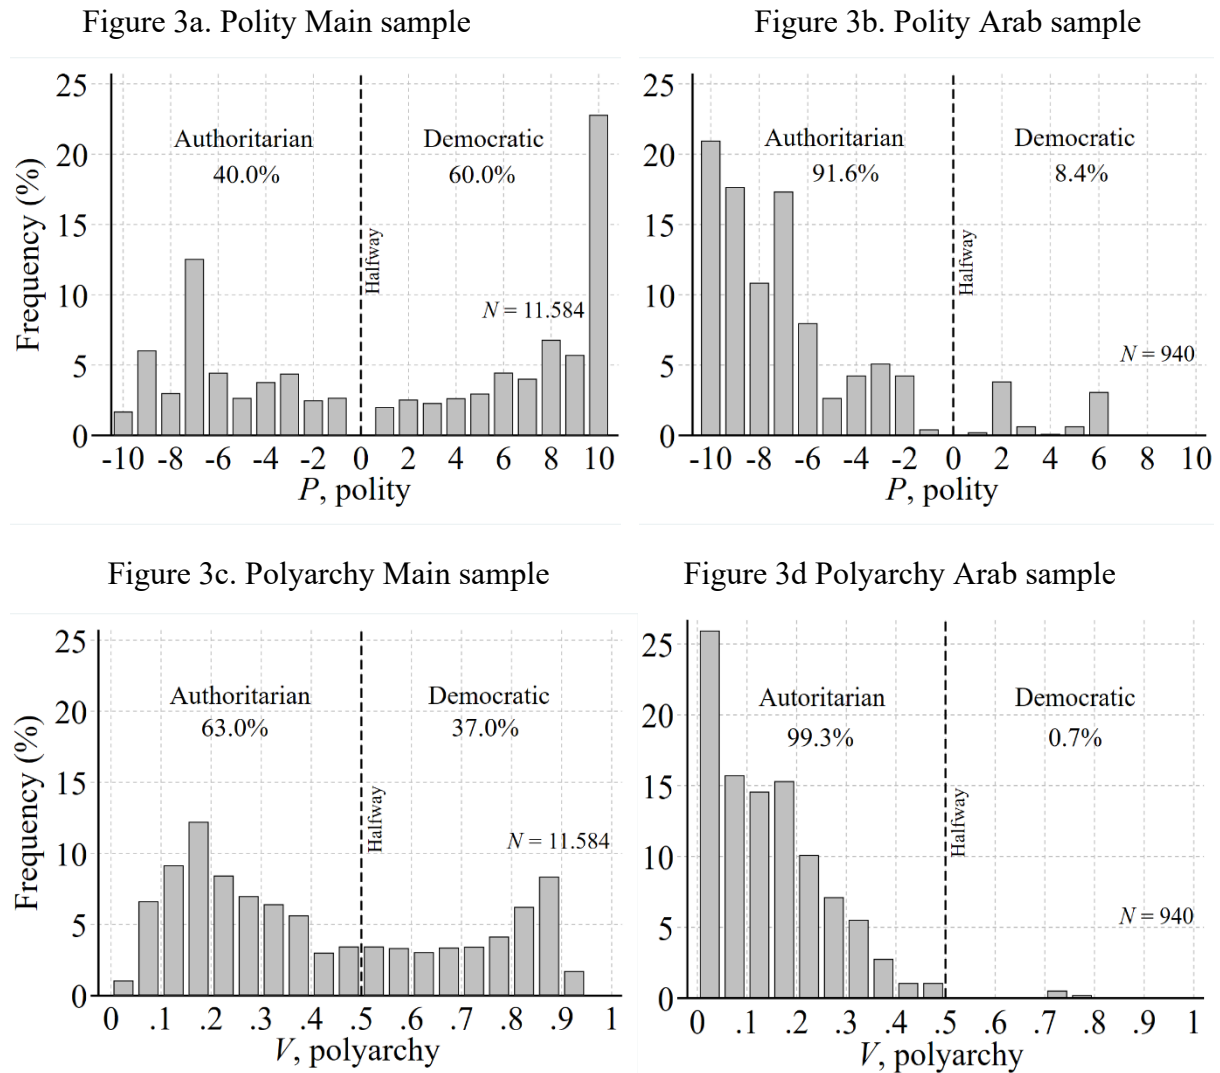 Figure 3a. Polity Main sample
Figure 3b. Polity Arab sample
25
20
15
10
5
0
Frequency (%)
Authoritarian
40.0%
Democratic
60.0%
Halfway
N = 11.584
-10 -8 -6 -4 -2 0 2 4 6 8 10
P, polity
25
20
15
10
5
0
Authoritarian
91.6%
Democratic
8.4%
Halfway
N = 940
-10 -8 -6 -4 -2 0 2 4 6 8 10
P, polity
Figure 3c. Polyarchy Main sample
Figure 3d Polyarchy Arab sample
25
20
15
10
5
0
Frequency (%)
Authoritarian
63.0%
Democratic
37.0%
Halfway
N = 11.584
0 .1 .2 .3 .4 .5 .6 .7 .8 .9 1
V, polyarchy
25
20
15
10
5
0
Autoritarian
99.3%
Democratic
0.7%
Halfway
N = 940
0 .1 .2 .3 .4 .5 .6 .7 .8 .9 1
V, polyarchy